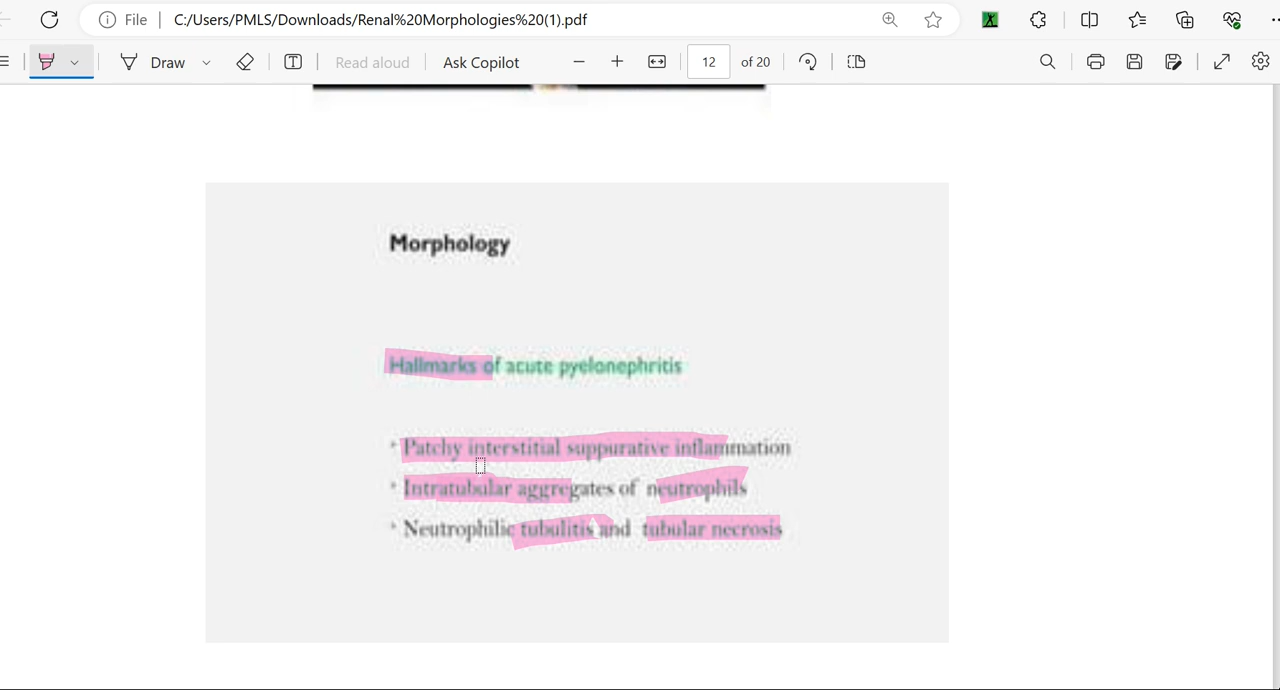 File
C:/Users/PMLS/Downloads/Renal%20Morphologies%20(1).pdf
Draw
Read aloud
Ask Copilot
12
of 20
Morphology
Hallmarks of acute pyelonephritis
* Patchy interstitial suppurative inflammation
* Intratubular aggregates of neutrophils
* Neutrophilic tubulitis and tubular necrosis